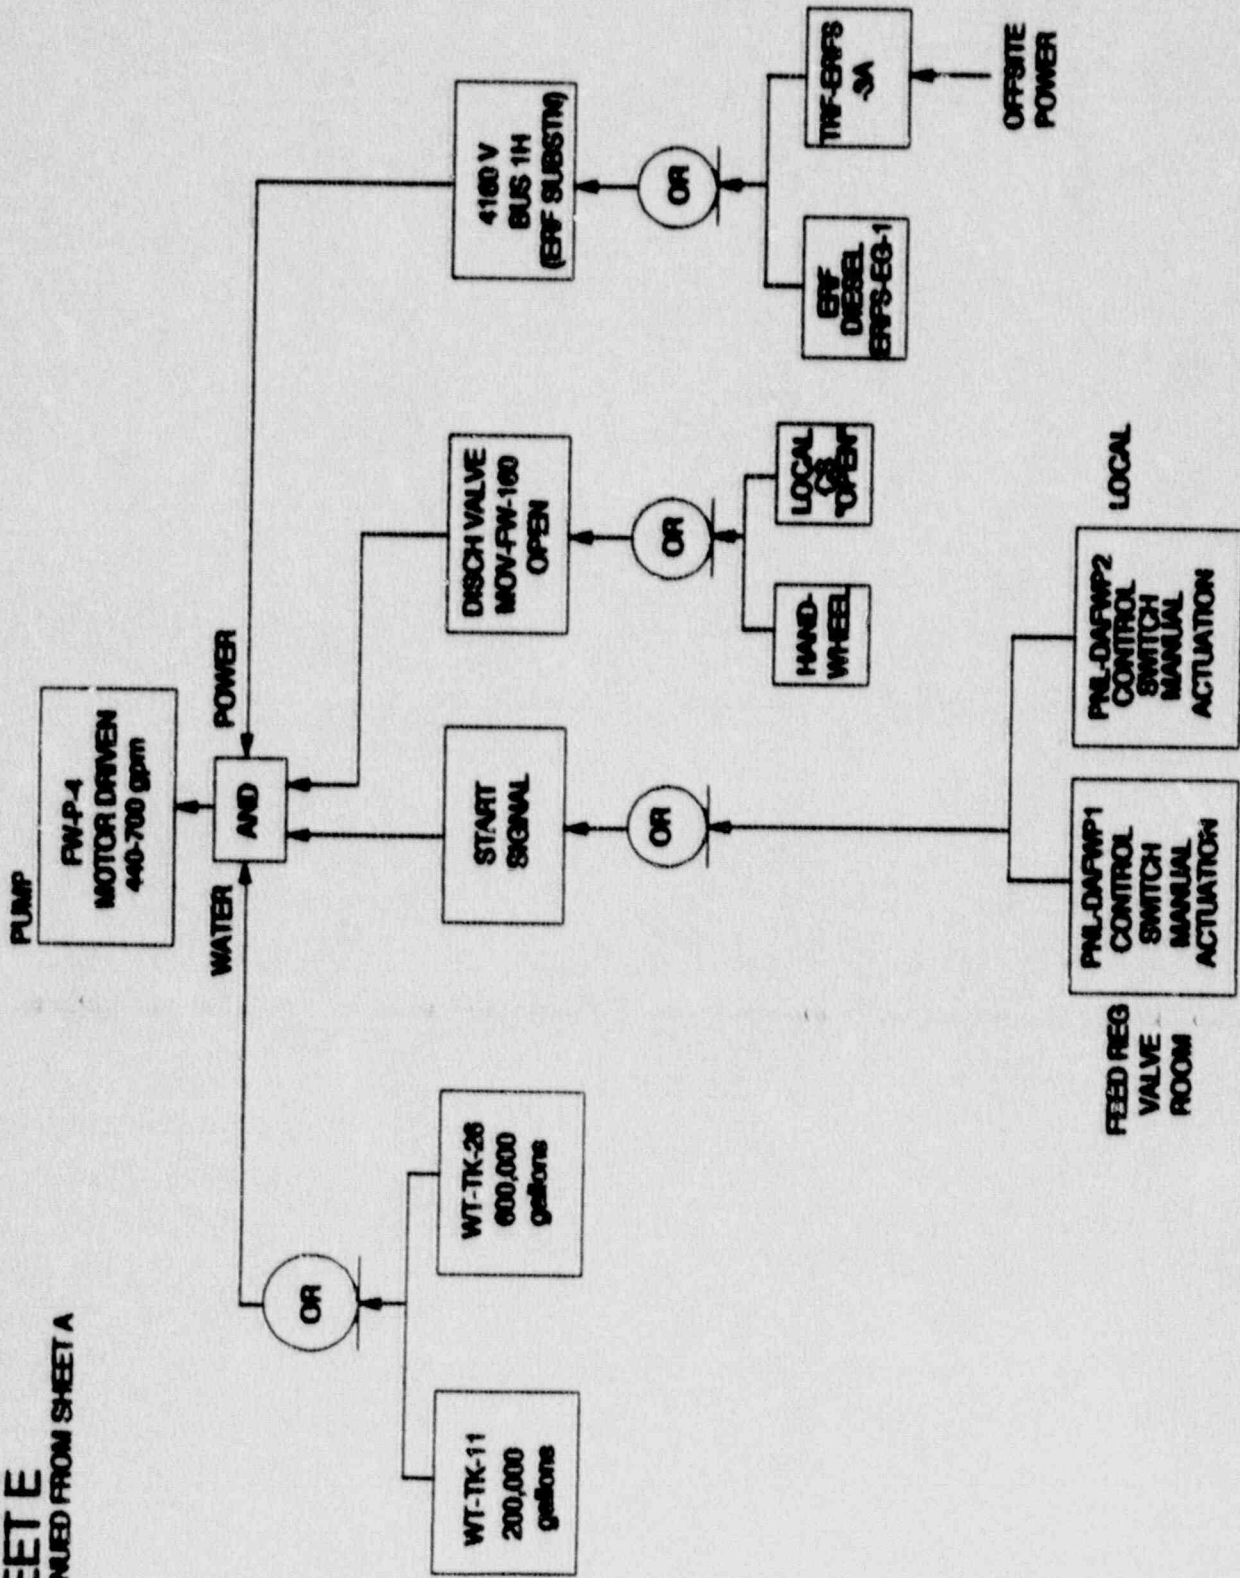 EET E
NUED FROM SHEET A
PUMP
FW-P-4
MOTOR DRIVEN
440-700 gpm
WATER
AND
POWER
OR
WT-TK-11
200,000
gallons
WT-TK-26
600,000
gallons
START
SIGNAL
OR
FEED REG
VALVE
ROOM
PNL-DAFWP1
CONTROL
SWITCH
MANUAL
ACTUATION
PNL-DAFWP2
CONTROL
SWITCH
MANUAL
ACTUATION
LOCAL
DISCH VALVE
MOV-FW-160
OPEN
OR
HAND-
WHEEL
LOCAL
CS
"OPEN"
4160 V
BUS 1H
(ERF SUBSTN)
OR
ERF
DIESEL
ERFS-EG-1
TRF-ERFS
-3A
OFFSITE
POWER